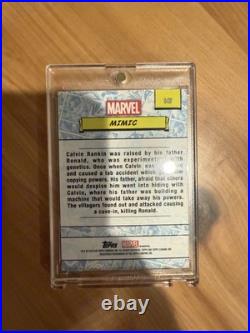 MARVEL
MIMIC
Calvin Rankin was raised by his father
Ronald, who was experimenting with
genetics. Once when Calvin was
and caused a lab accident which
copying powers. His father, afraid that others
would despise him went into hiding with
Calvin, where his father was building a
machine that would take away his powers.
The villagers found out and attacked causing
a cave-in, killing Ronald.
Topps
MARVEL